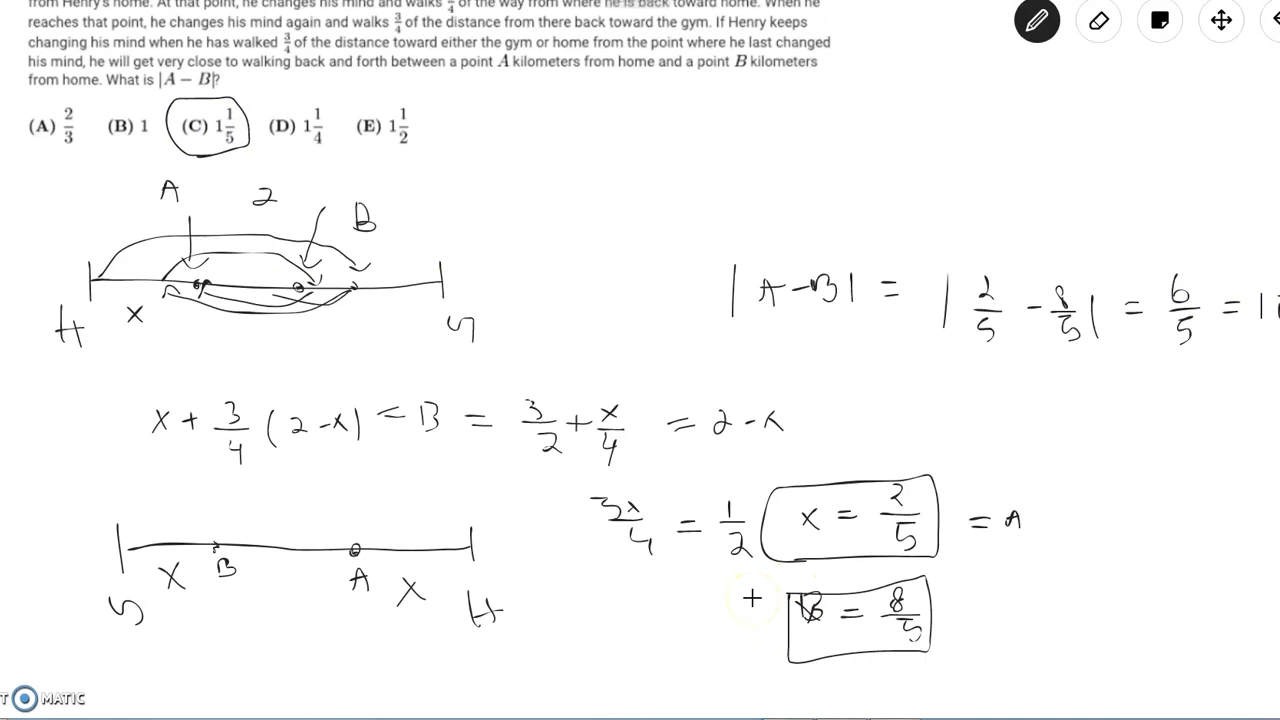 from Henry's home. At that point, he changes his mind and walks 3/4 of the way from where he is back toward home. When he
reaches that point, he changes his mind again and walks 3/4 of the distance from there back toward the gym. If Henry keeps
changing his mind when he has walked 3/4 of the distance toward either the gym or home from the point where he last changed
his mind, he will get very close to walking back and forth between a point A kilometers from home and a point B kilometers
from home. What is |A − B|?
(A) 2/3 (B) 1 (C) 1 1/5 (D) 1 1/4 (E) 1 1/2
A 2 B
H x G
|A-B| = |2/5 - 8/5| = 6/5 = 1
x + 3/4 (2-x) = B = 3/2 + x/4 = 2-x
3x/4 = 1/2 x = 2/5 = A
G X B A X H
B = 8/5
MATIC